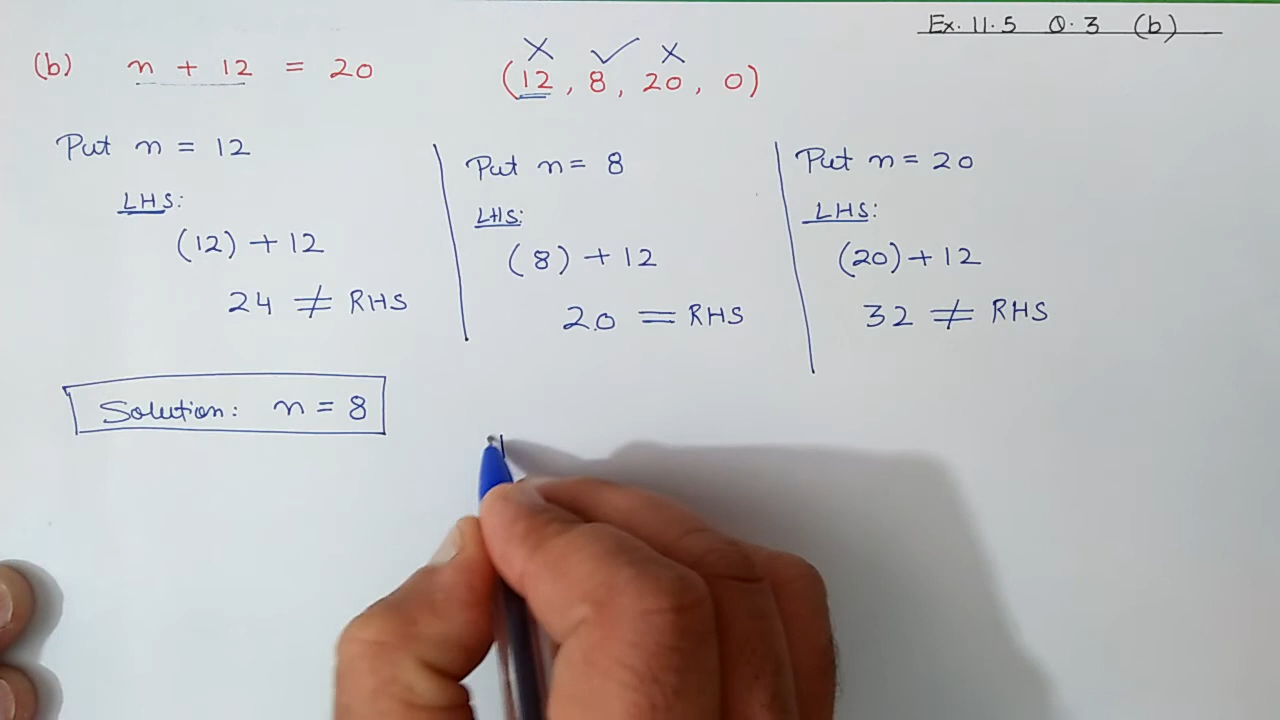 Ex. 11.5 Q.3 (b)
(b) n + 12 = 20 (12, 8, 20, 0)
Put n = 12
LHS:
(12) + 12
24 ≠ RHS
Put n = 8
LHS:
(8) + 12
20 = RHS
Put n = 20
LHS:
(20) + 12
32 ≠ RHS
Solution: n = 8